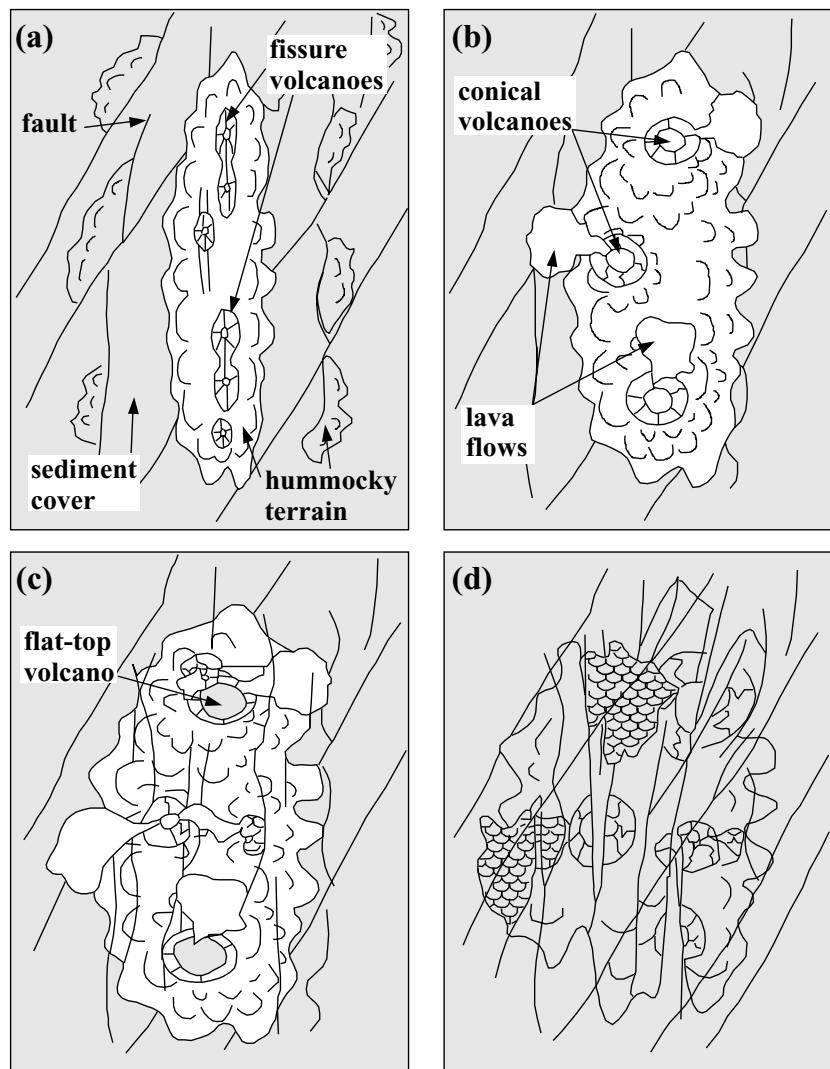 (a)
fissure
volcanoes
fault
sediment
cover
hummocky
terrain
(b)
conical
volcanoes
lava
flows
(c)
flat-top
volcano
(d)